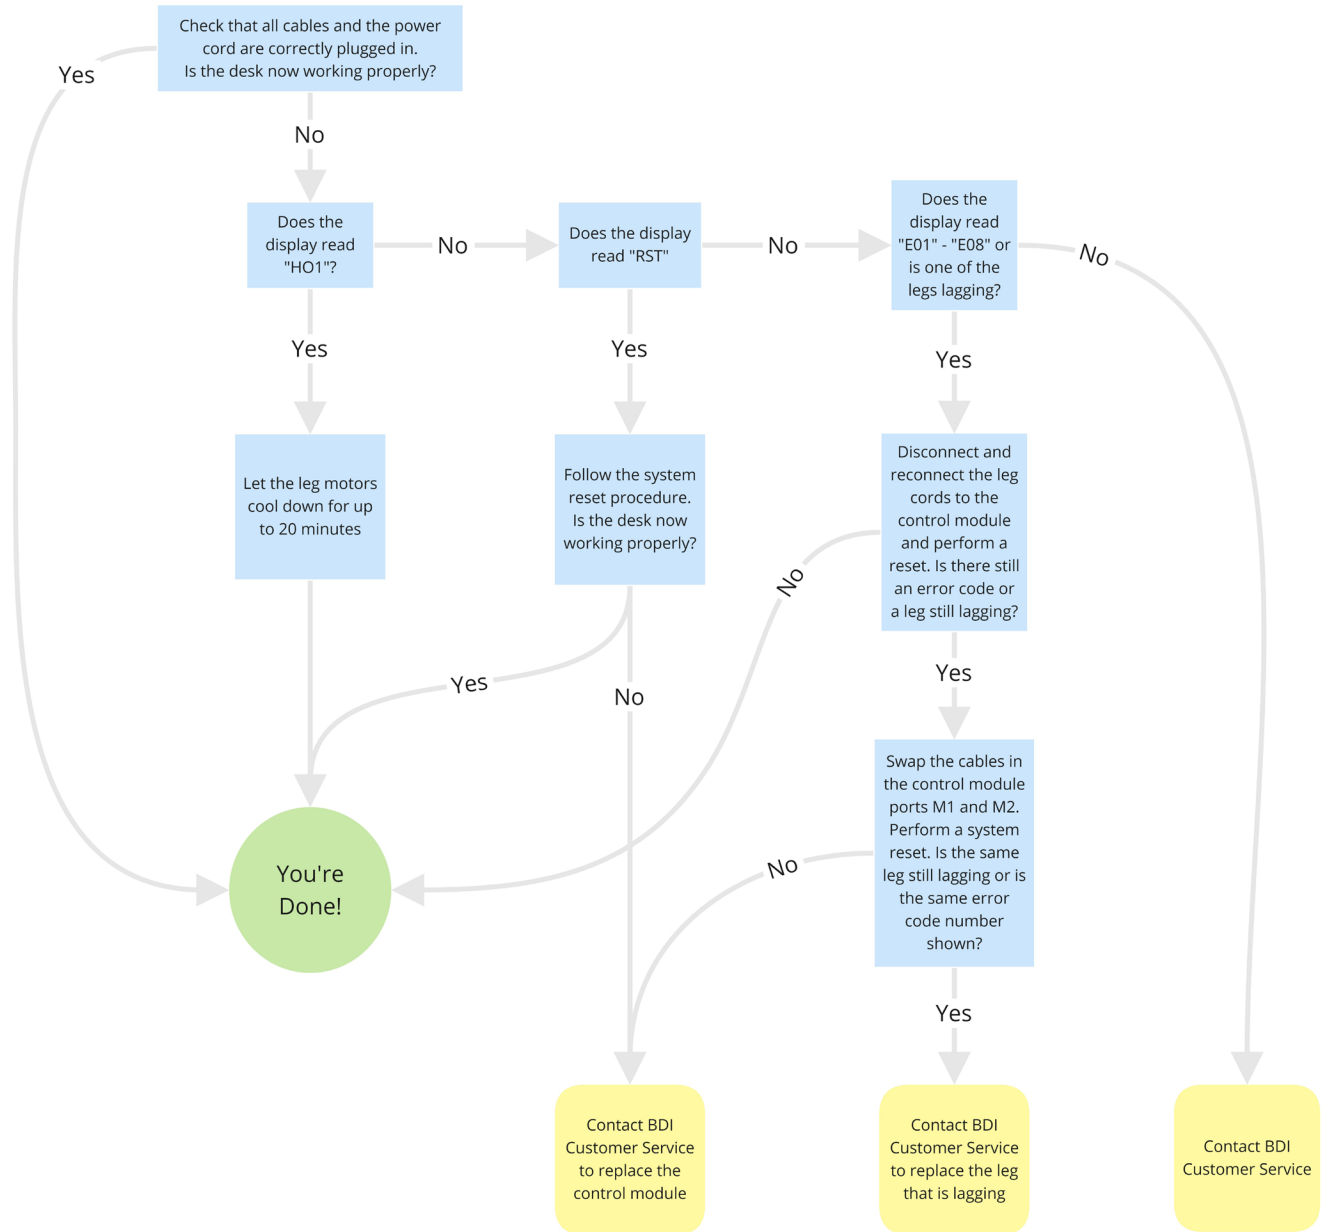 Check that all cables and the power
cord are correctly plugged in.
Is the desk now working properly?
Yes
No
Does the
display read
"HO1"?
No
Does the display
read "RST"
No
Does the
display read
"E01" - "E08" or
is one of the
legs lagging?
No
Yes
Yes
Yes
Let the leg motors
cool down for up
to 20 minutes
Follow the system
reset procedure.
Is the desk now
working properly?
Disconnect and
reconnect the leg
cords to the
control module
and perform a
reset. Is there still
an error code or
a leg still lagging?
No
Yes
No
Yes
Swap the cables in
the control module
ports M1 and M2.
Perform a system
reset. Is the same
leg still lagging or is
the same error
code number
shown?
No
You're
Done!
Yes
Contact BDI
Customer Service
to replace the
control module
Contact BDI
Customer Service
to replace the leg
that is lagging
Contact BDI
Customer Service